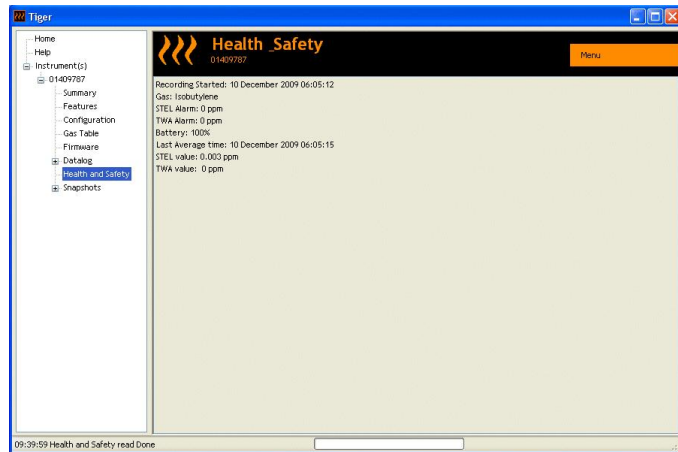 Tiger
Home
Help
Instrument(s)
01409787
Summary
Features
Configuration
Gas Table
Firmware
Datalog
Health and Safety
Snapshots
Health _Safety
01409787
Menu
Recording Started: 10 December 2009 06:05:12
Gas: Isobutylene
STEL Alarm: 0 ppm
TWA Alarm: 0 ppm
Battery: 100%
Last Average time: 10 December 2009 06:05:15
STEL value: 0.003 ppm
TWA value: 0 ppm
09:39:59 Health and Safety read Done